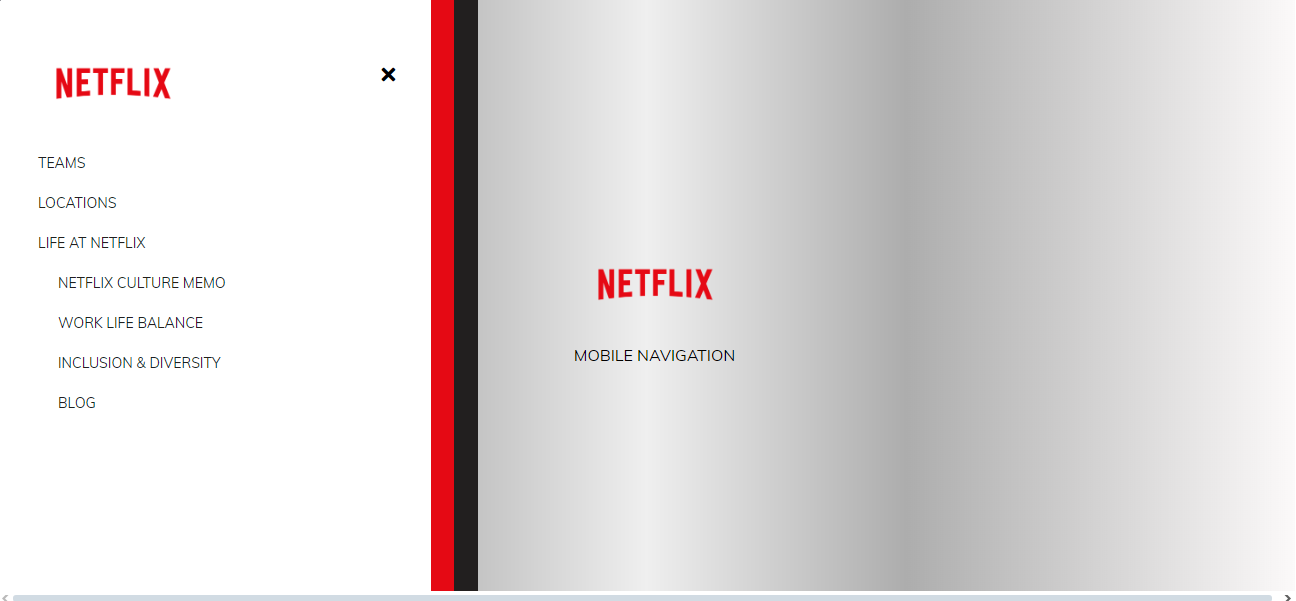 NETFLIX
TEAMS
LOCATIONS
LIFE AT NETFLIX
NETFLIX CULTURE MEMO
WORK LIFE BALANCE
INCLUSION & DIVERSITY
BLOG
NETFLIX
MOBILE NAVIGATION